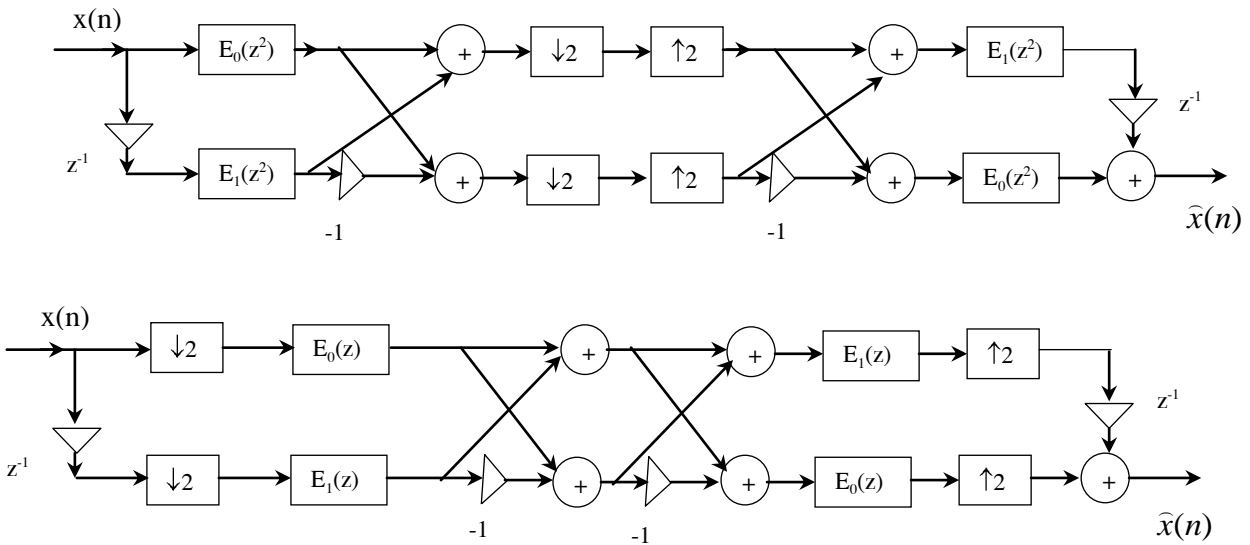 x(n)
E₀(z²) + ↓2 ↑2 + E₁(z²)
z⁻¹
z⁻¹
E₁(z²) + ↓2 ↑2 + E₀(z²) +
-1 -1
x̂(n)
x(n)
↓2 E₀(z) + + E₁(z) ↑2
z⁻¹
z⁻¹
↓2 E₁(z) + + E₀(z) ↑2 +
-1 -1
x̂(n)